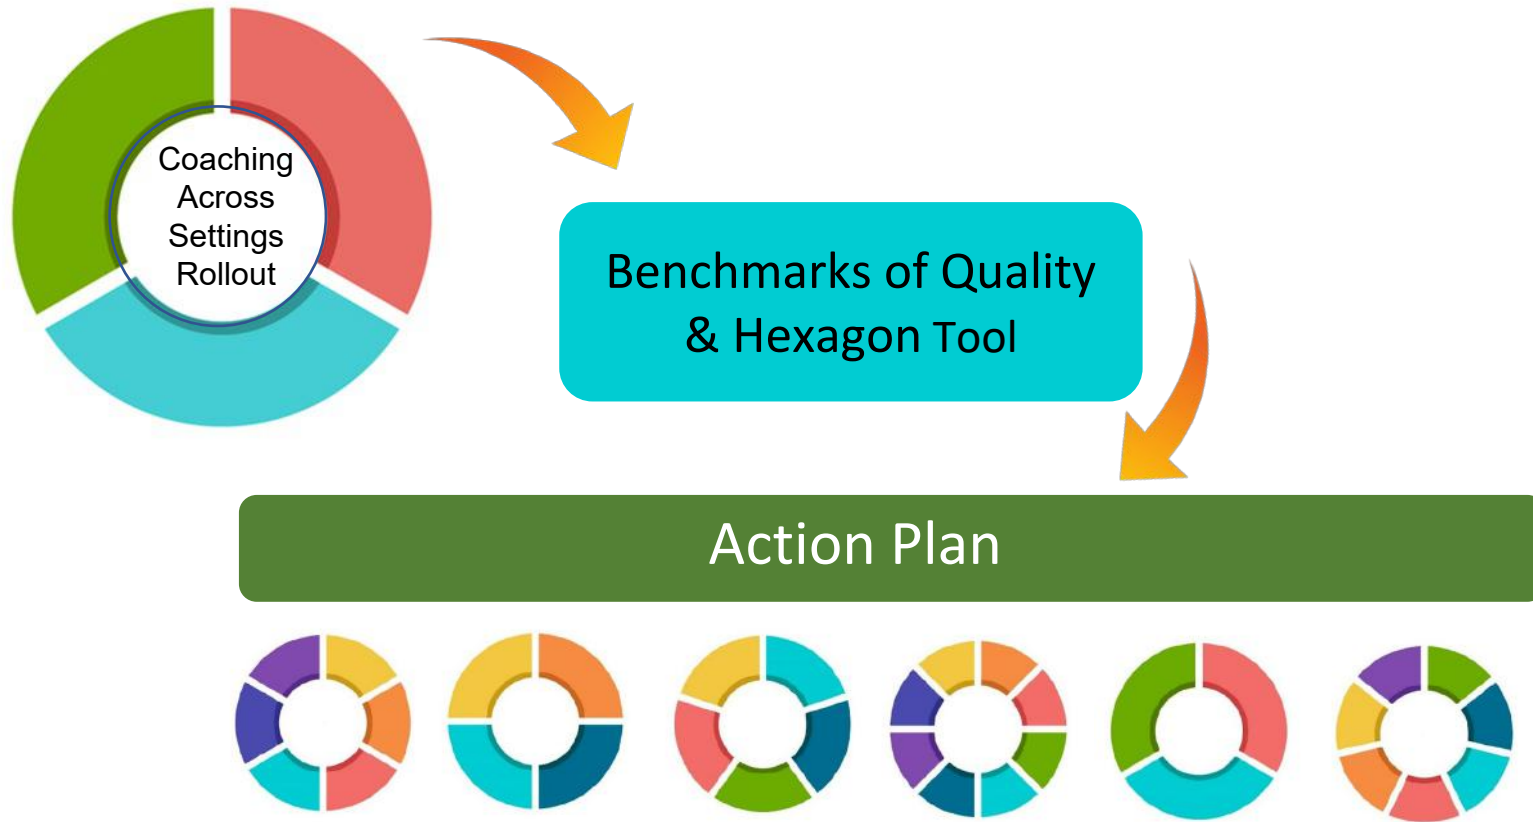 Coaching
Across
Settings
Rollout
Benchmarks of Quality
& Hexagon Tool
Action Plan